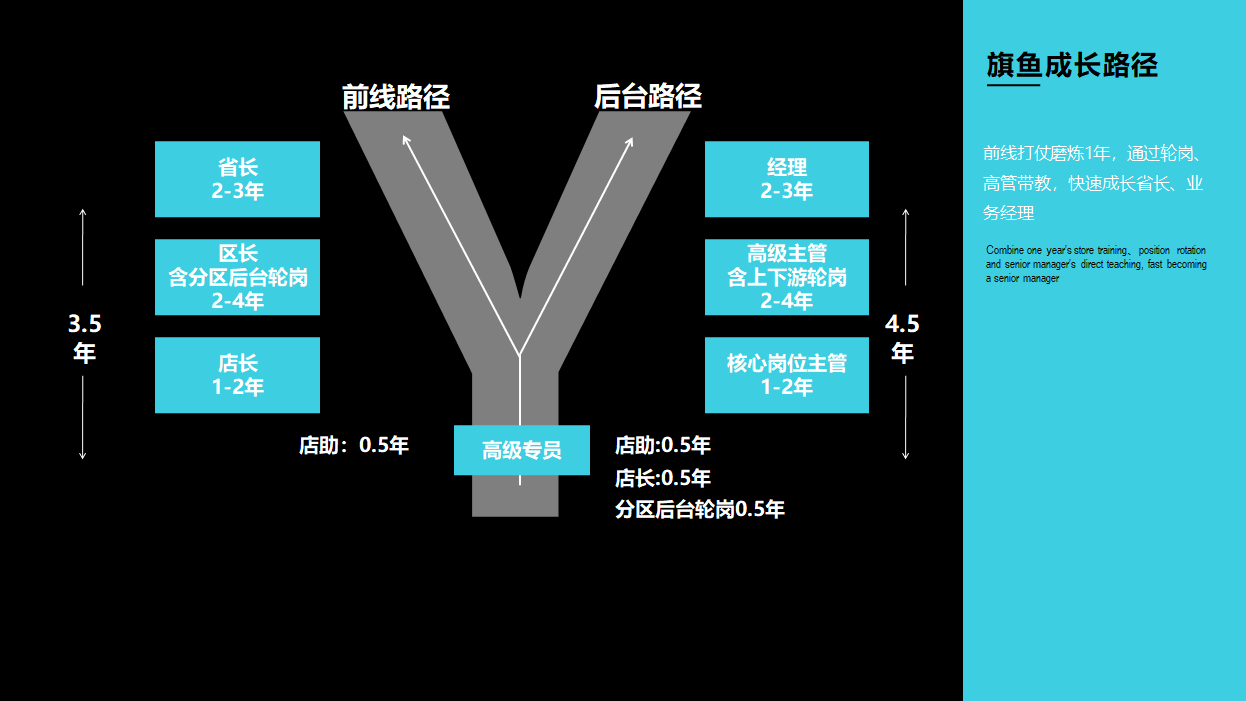 前线路径
后台路径
省长
2-3年
区长
含分区后台轮岗
2-4年
店长
1-2年
3.5
年
店助：0.5年
高级专员
店助:0.5年
店长:0.5年
分区后台轮岗0.5年
经理
2-3年
高级主管
含上下游轮岗
2-4年
核心岗位主管
1-2年
4.5
年
旗鱼成长路径
前线打仗磨炼1年，通过轮岗、
高管带教，快速成长省长、业
务经理
Combine one year's store training、position rotation
and senior manager's direct teaching, fast becoming
a senior manager